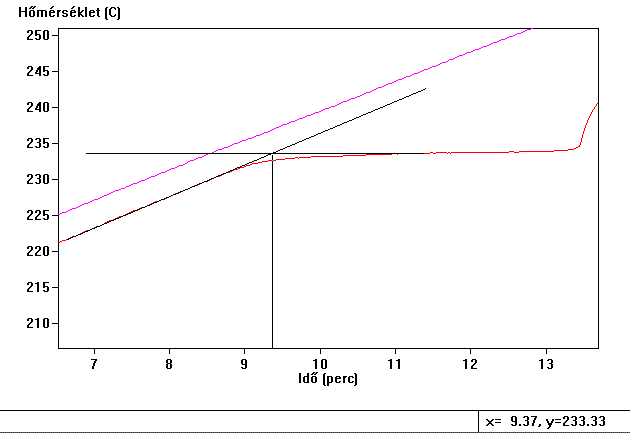 Hőmérséklet (C)
250
245
240
235
230
225
220
215
210
7 8 9 10 11 12 13
Idő (perc)
x= 9.37, y=233.33